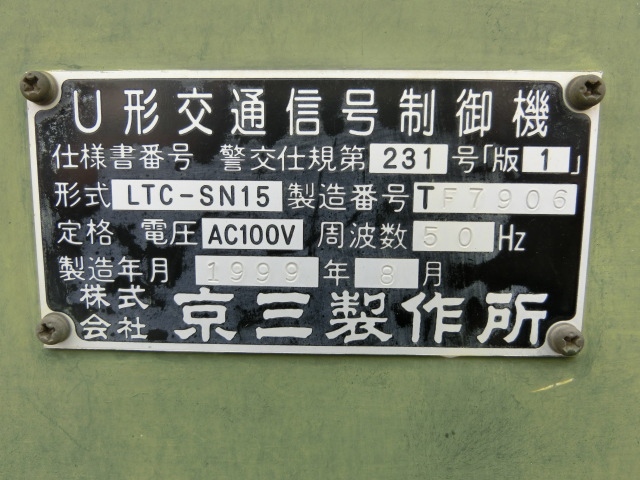 U形交通信号制御機
仕様書番号 警交仕規第 231 号「版 1 」
形式 LTC-SN15 製造番号 TF7906
定格 電圧 AC100V 周波数 50 Hz
製造年月 1999 年 8 月
株式会社 京三製作所